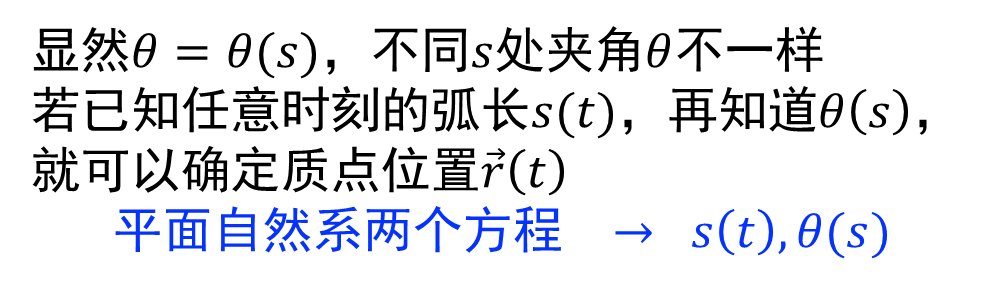 显然θ = θ(s)，不同s处夹角θ不一样
若已知任意时刻的弧长s(t)，再知道θ(s)，
就可以确定质点位置r⃗(t)
平面自然系两个方程 → s(t),θ(s)